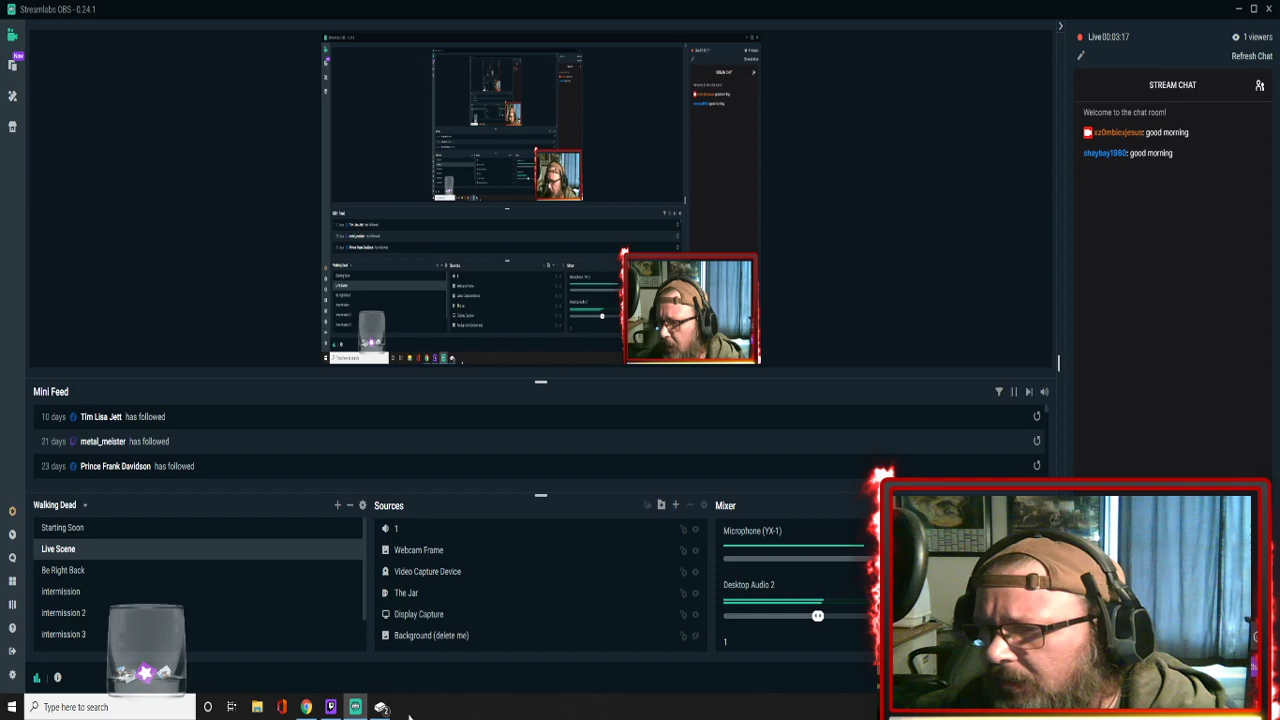 Streamlabs OBS - 0.24.1
New
Live 00:03:17
1 viewers
Refresh Chat
STREAM CHAT
Welcome to the chat room!
xz0mbiexjesus: good morning
shaybay1980: good morning
Mini Feed
10 days Tim Lisa Jett has followed
21 days metal_meister has followed
23 days Prince Frank Davidson has followed
Walking Dead
Starting Soon
Live Scene
Be Right Back
intermission
intermission 2
intermission 3
Sources
1
Webcam Frame
Video Capture Device
The Jar
Display Capture
Background (delete me)
Mixer
Microphone (YX-1)
Desktop Audio 2
1
Type here to search